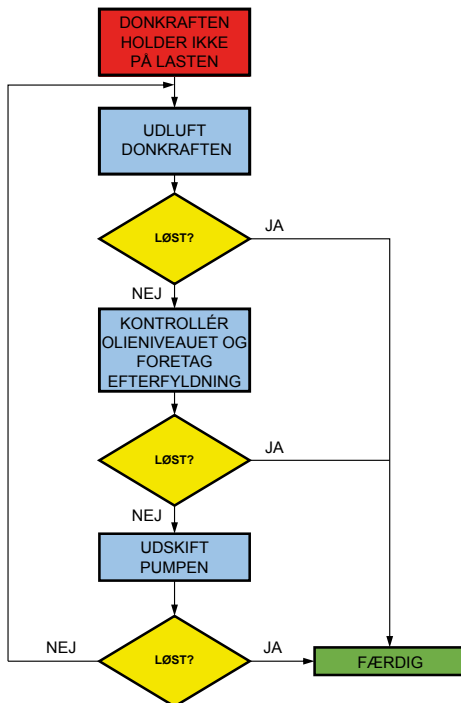 DONKRAFTEN
HOLDER IKKE
PÅ LASTEN
UDLUFT
DONKRAFTEN
LØST?
JA
NEJ
KONTROLLÉR
OLIENIVEAUET OG
FORETAG
EFTERFYLDNING
LØST?
JA
NEJ
UDSKIFT
PUMPEN
NEJ
LØST?
JA
FÆRDIG